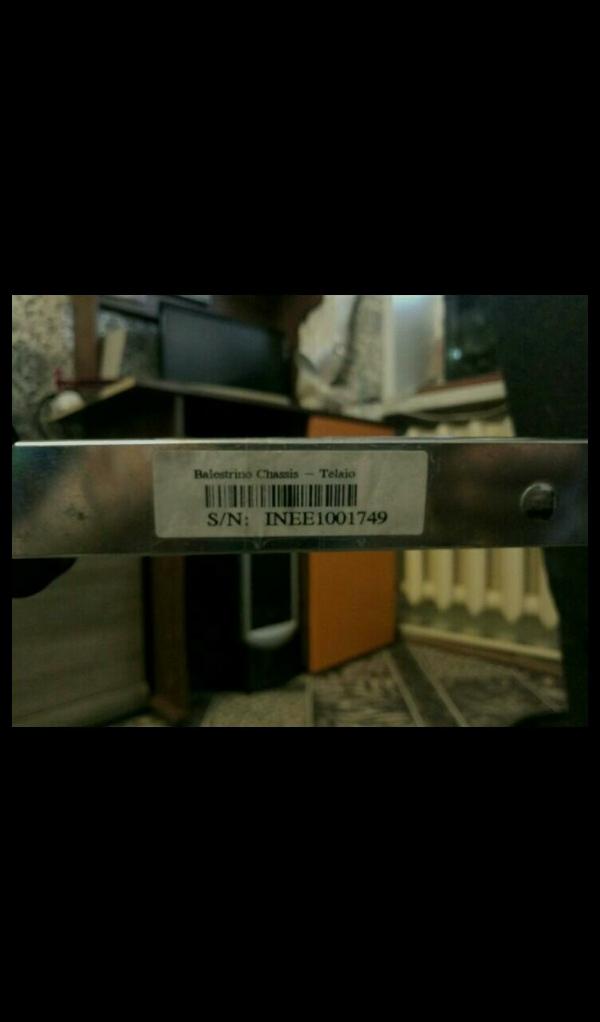 Balestrino Chassis – Telaio
S/N: INEE1001749